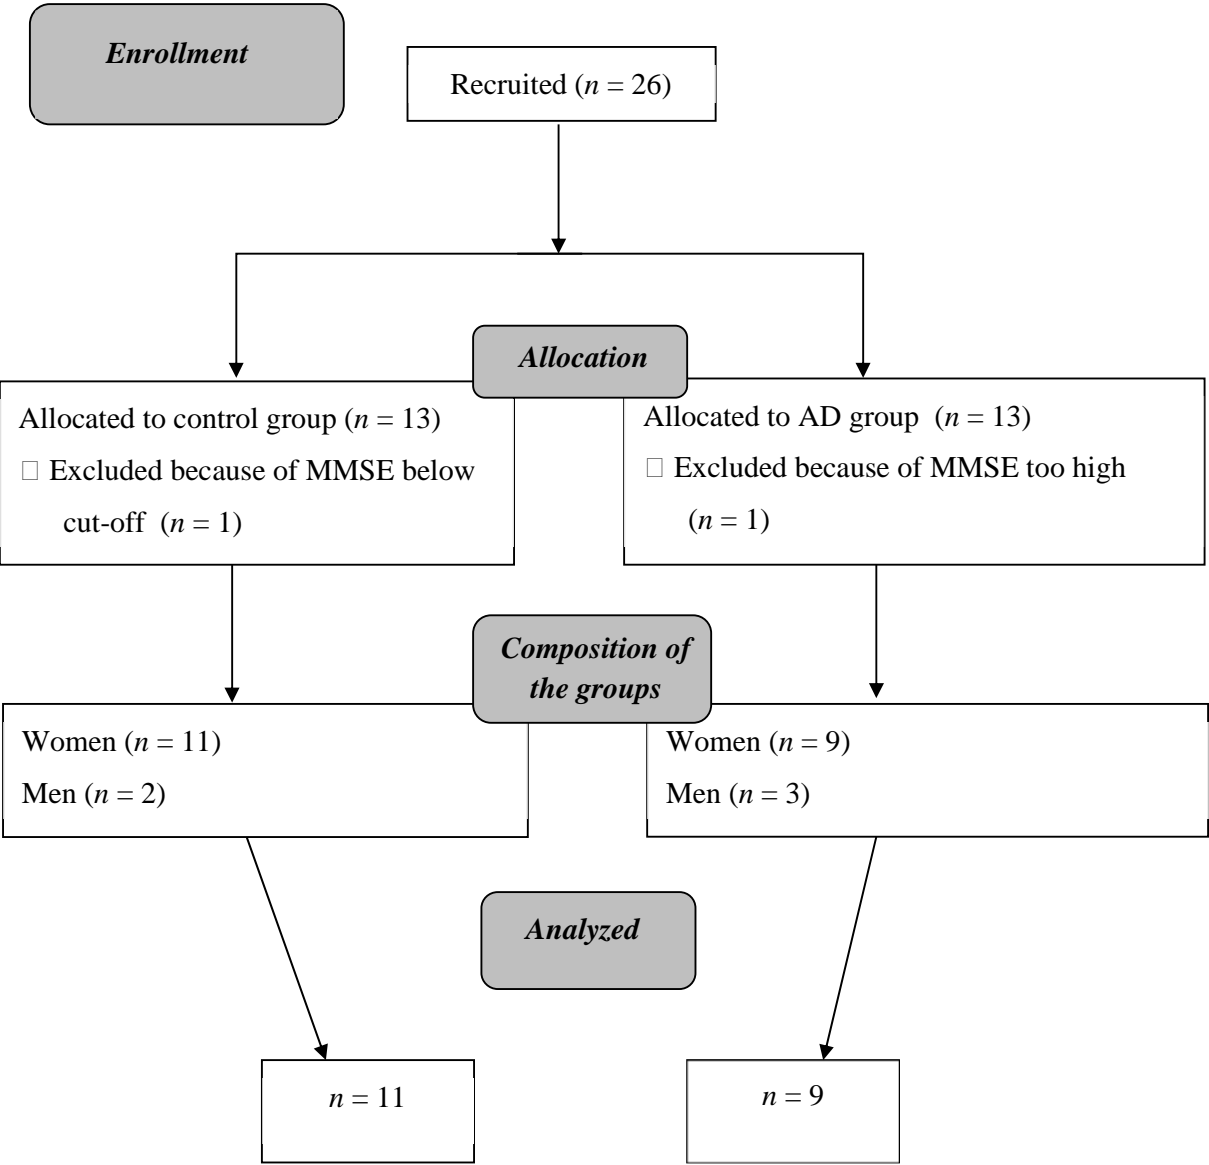 Enrollment
Recruited (n = 26)
Allocation
Allocated to control group (n = 13)
□ Excluded because of MMSE below
cut-off (n = 1)
Allocated to AD group (n = 13)
□ Excluded because of MMSE too high
(n = 1)
Composition of
the groups
Women (n = 11)
Men (n = 2)
Women (n = 9)
Men (n = 3)
Analyzed
n = 11
n = 9